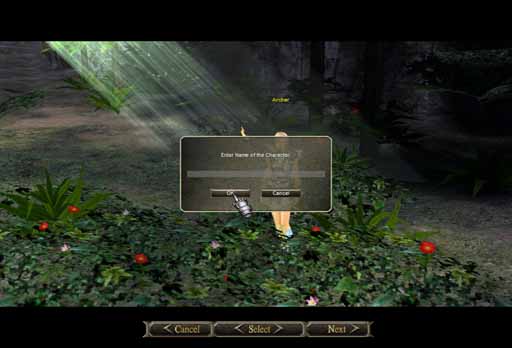 Archer
Enter Name of the Character.
OK
Cancel
Cancel
Select
Next